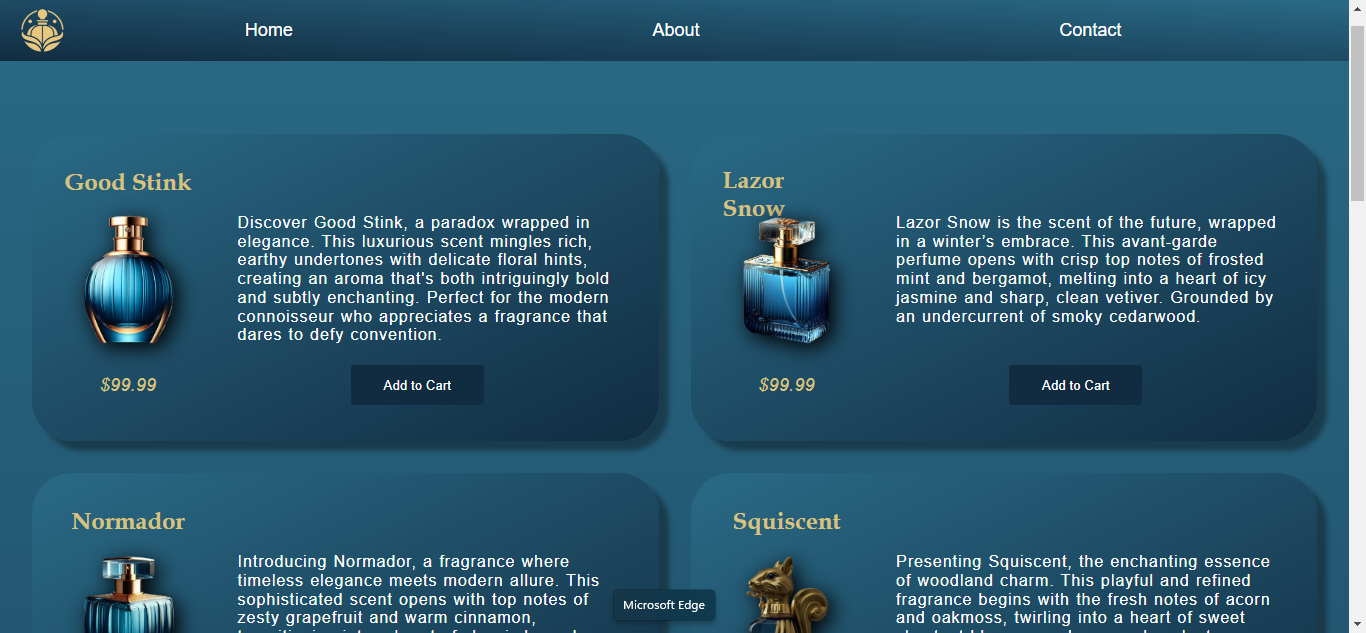 Home
About
Contact
Good Stink
Discover Good Stink, a paradox wrapped in
elegance. This luxurious scent mingles rich,
earthy undertones with delicate floral hints,
creating an aroma that's both intriguingly bold
and subtly enchanting. Perfect for the modern
connoisseur who appreciates a fragrance that
dares to defy convention.
$99.99
Add to Cart
Lazor
Snow
Lazor Snow is the scent of the future, wrapped
in a winter's embrace. This avant-garde
perfume opens with crisp top notes of frosted
mint and bergamot, melting into a heart of icy
jasmine and sharp, clean vetiver. Grounded by
an undercurrent of smoky cedarwood.
$99.99
Add to Cart
Normador
Introducing Normador, a fragrance where
timeless elegance meets modern allure. This
sophisticated scent opens with top notes of
zesty grapefruit and warm cinnamon,
Squiscent
Presenting Squiscent, the enchanting essence
of woodland charm. This playful and refined
fragrance begins with the fresh notes of acorn
and oakmoss, twirling into a heart of sweet
Microsoft Edge